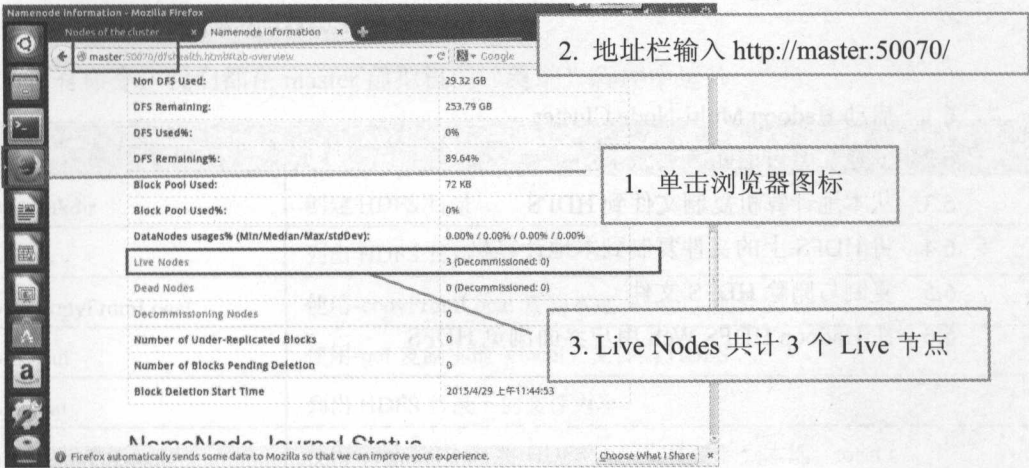 Namenode information - Mozilla Firefox
Nodes of the cluster × Namenode information ×
2. 地址栏输入 http://master:50070/
master:50070/dfshealth.html#tab-overview Google
Non DFS Used: 29.32 GB
DFS Remaining: 253.79 GB
DFS Used%: 0%
DFS Remaining%: 89.64%
1. 单击浏览器图标
Block Pool Used: 72 KB
Block Pool Used%: 0%
DataNodes usages% (Min/Median/Max/stdDev): 0.00% / 0.00% / 0.00% / 0.00%
Live Nodes 3 (Decommissioned: 0)
Dead Nodes 0 (Decommissioned: 0)
Decommissioning Nodes 0
Number of Under-Replicated Blocks
3. Live Nodes 共计 3 个 Live 节点
Number of Blocks Pending Deletion 0
Block Deletion Start Time 2015/4/29 上午11:44:53
NameNode Journal Status
Firefox automatically sends some data to Mozilla so that we can improve your experience. Choose What I Share ×